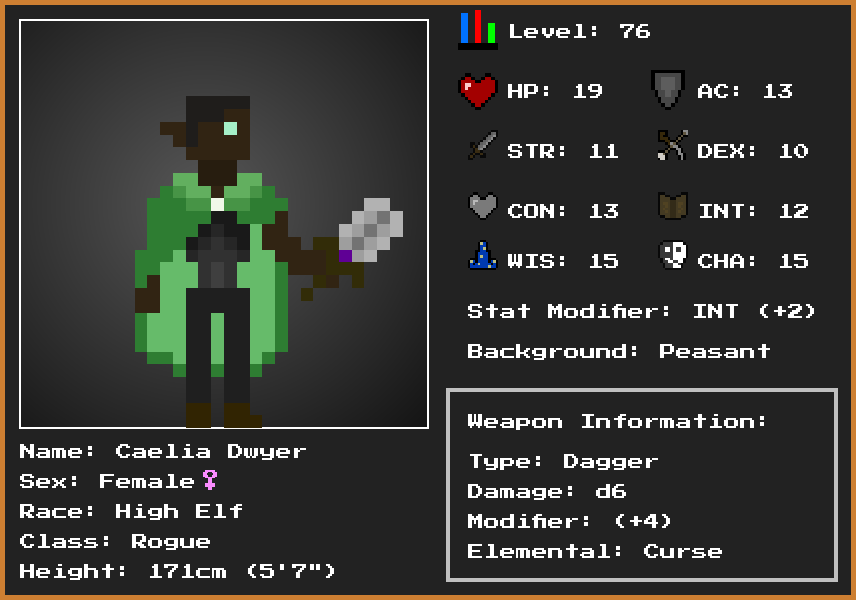 Level: 76
HP: 19
AC: 13
STR: 11
DEX: 10
CON: 13
INT: 12
WIS: 15
CHA: 15
Stat Modifier: INT (+2)
Background: Peasant
Name: Caelia Dwyer
Sex: Female♀
Race: High Elf
Class: Rogue
Height: 171cm (5'7")
Weapon Information:
Type: Dagger
Damage: d6
Modifier: (+4)
Elemental: Curse